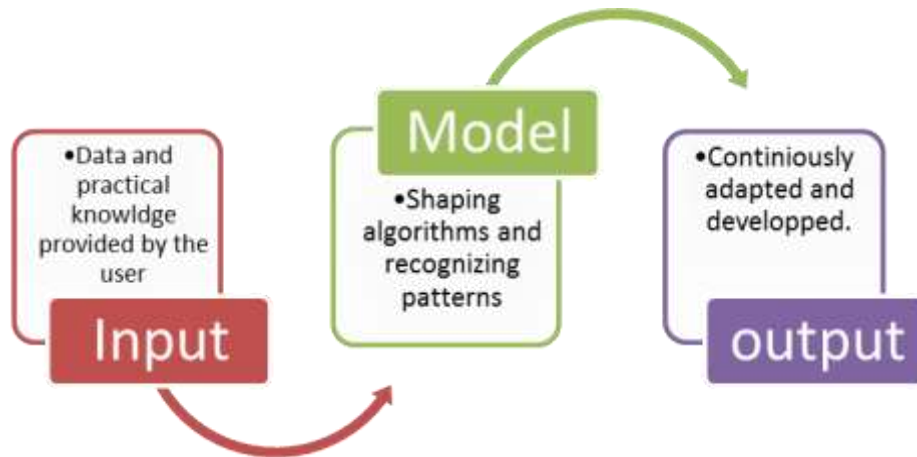 •Data and
practical
knowldge
provided by the
user
Input
Model
•Shaping
algorithms and
recognizing
patterns
•Continiously
adapted and
developped.
output